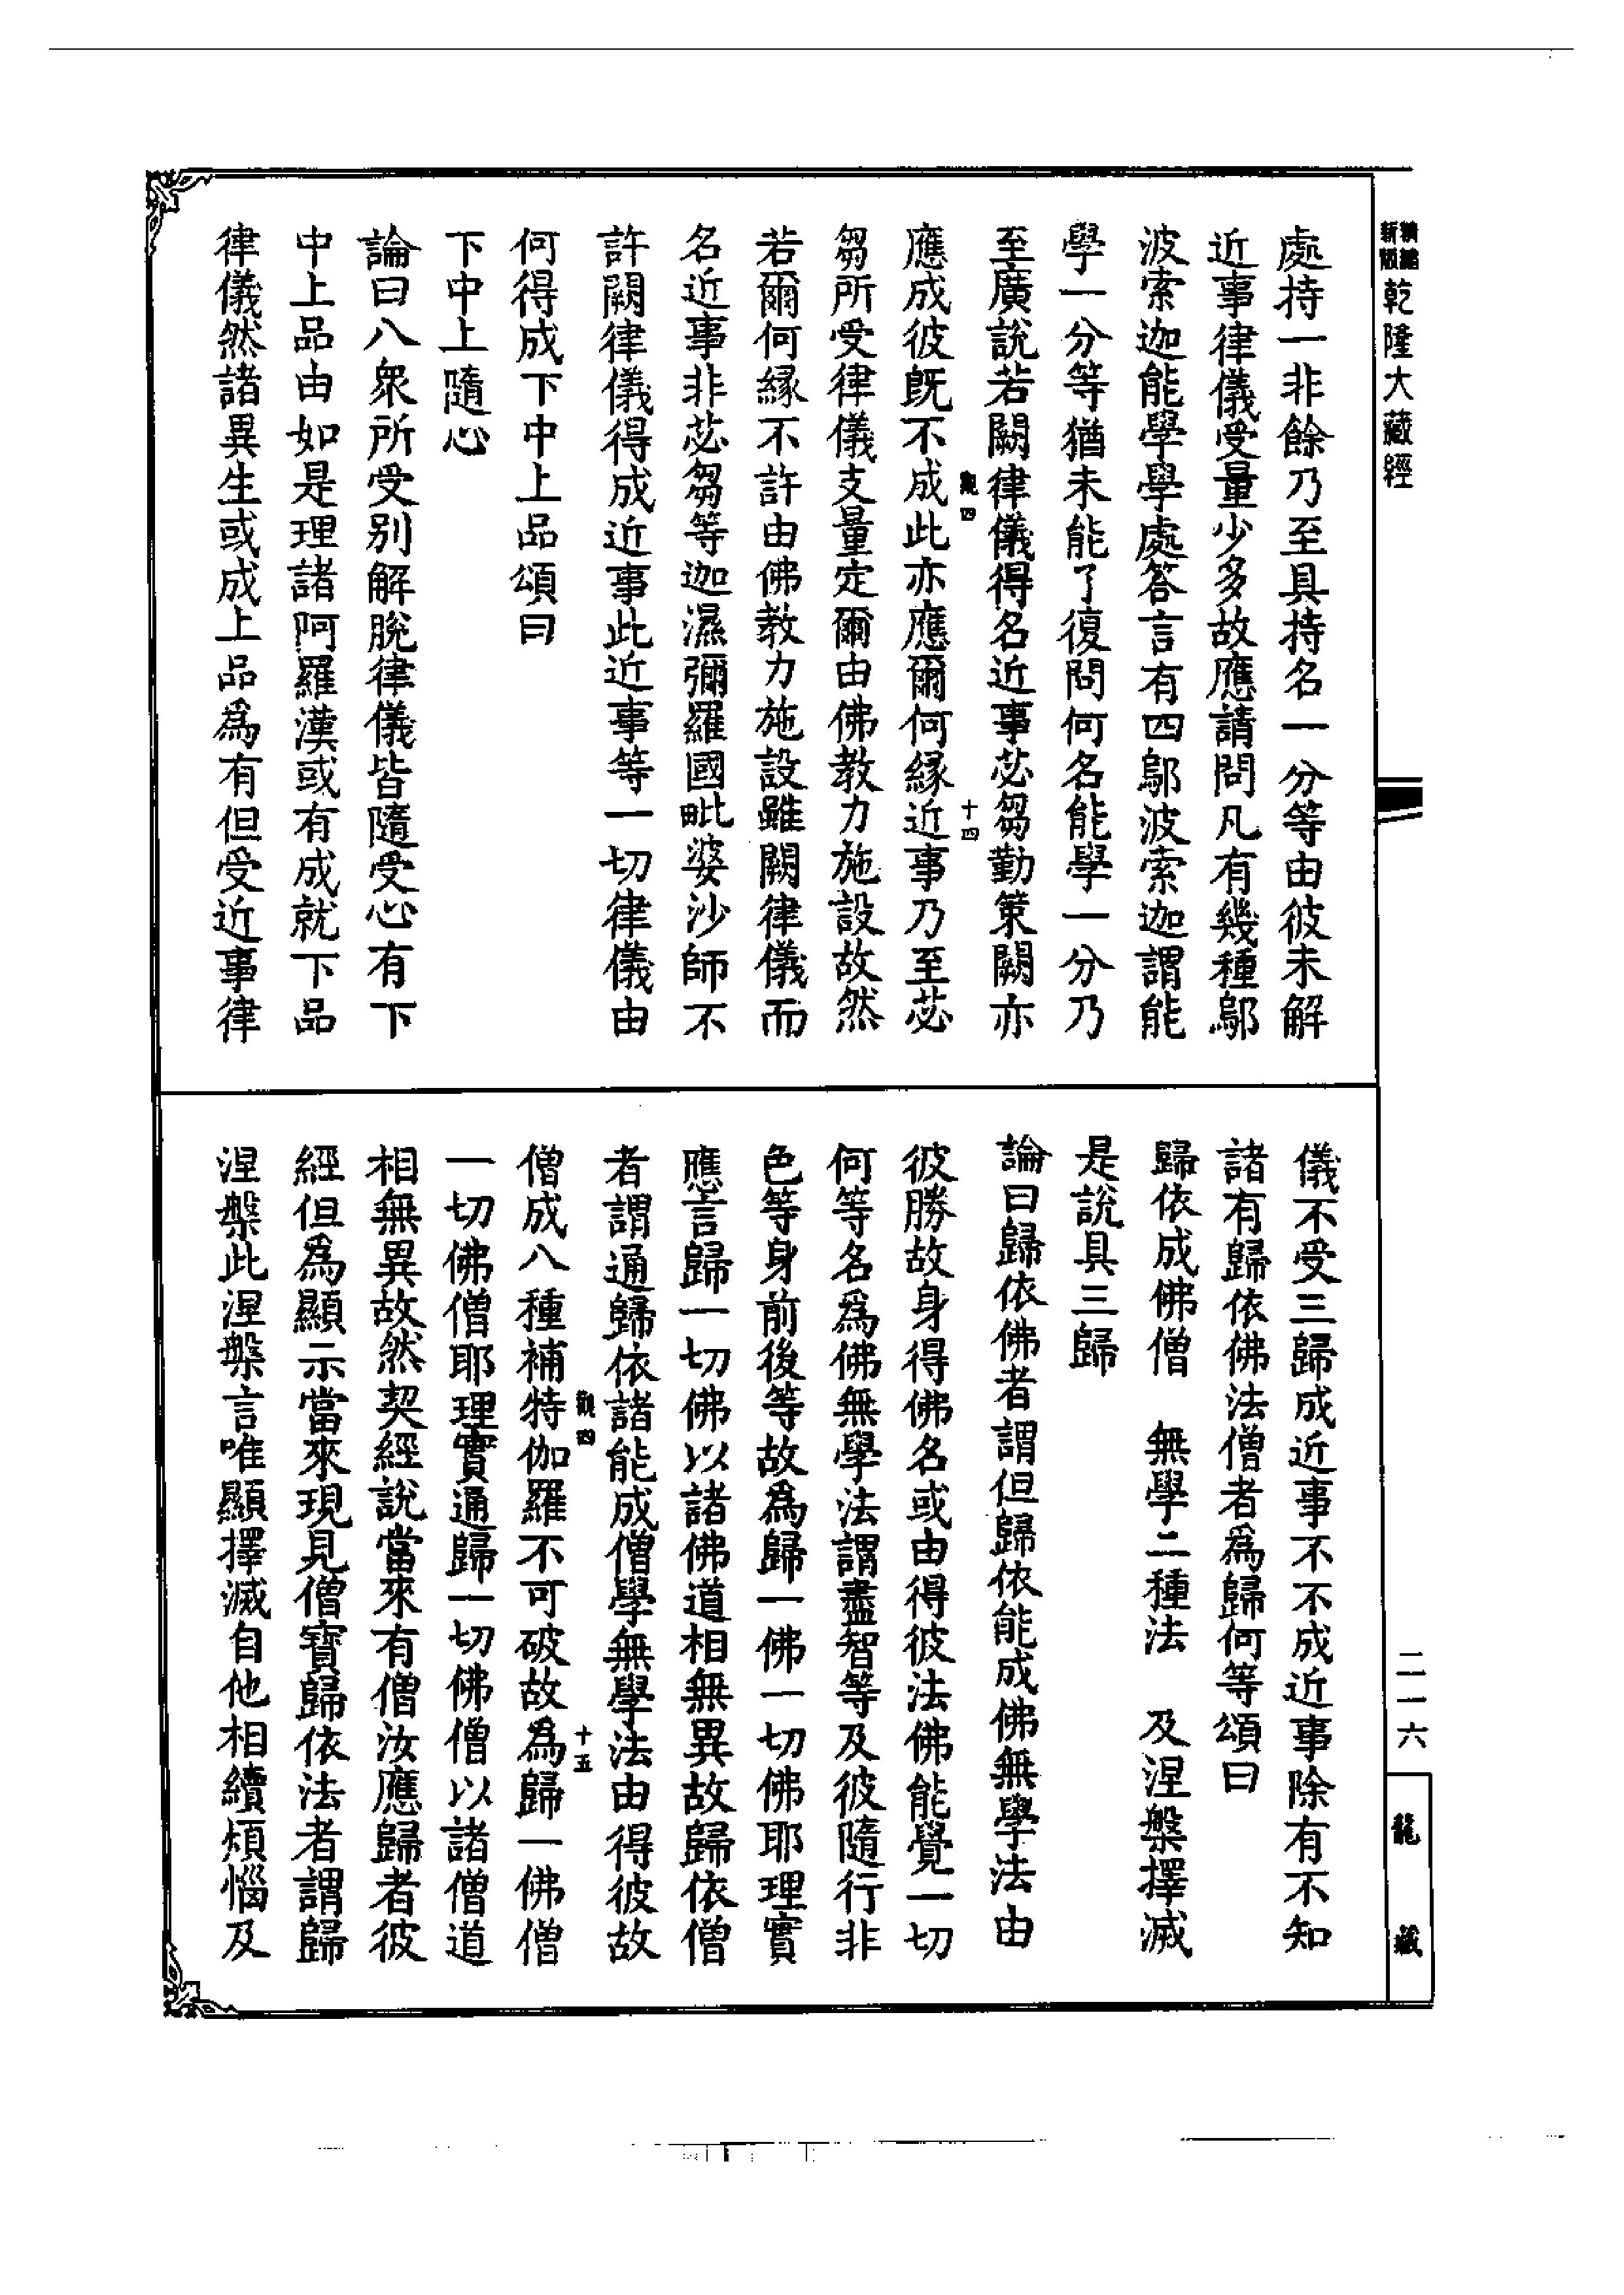 精縮
新版
乾隆大藏經
二一六
龍藏
處持一非餘乃至具持名一分等由彼未解
近事律儀受量少多故應請問凡有幾種鄔
波索迦能學學處答言有四鄔波索迦謂能
學一分等猶未能了復問何名能學一分乃
至廣說若闕律儀得名近事苾芻勤策闕亦
觀四 十四
應成彼旣不成此亦應爾何緣近事乃至苾
芻所受律儀支量定爾由佛教力施設故然
若爾何緣不許由佛教力施設雖闕律儀而
名近事非苾芻等迦濕彌羅國毗婆沙師不
許闕律儀得成近事此近事等一切律儀由
何得成下中上品頌曰
下中上隨心
論曰八衆所受別解脫律儀皆隨受心有下
中上品由如是理諸阿羅漢或有成就下品
律儀然諸異生或成上品為有但受近事律
儀不受三歸成近事不不成近事除有不知
諸有歸依佛法僧者為歸何等頌曰
歸依成佛僧 無學二種法 及涅槃擇滅
是說具三歸
論曰歸依佛者謂但歸依能成佛無學法由
彼勝故身得佛名或由得彼法佛能覺一切
何等名為佛無學法謂盡智等及彼隨行非
色等身前後等故為歸一佛一切佛耶理實
應言歸一切佛以諸佛道相無異故歸依僧
者謂通歸依諸能成僧學無學法由得彼故
觀四 十五
僧成八種補特伽羅不可破故為歸一佛僧
一切佛僧耶理實通歸一切佛僧以諸僧道
相無異故然契經說當來有僧汝應歸者彼
經但為顯示當來現見僧寶歸依法者謂歸
涅槃此涅槃言唯顯擇滅自他相續煩惱及